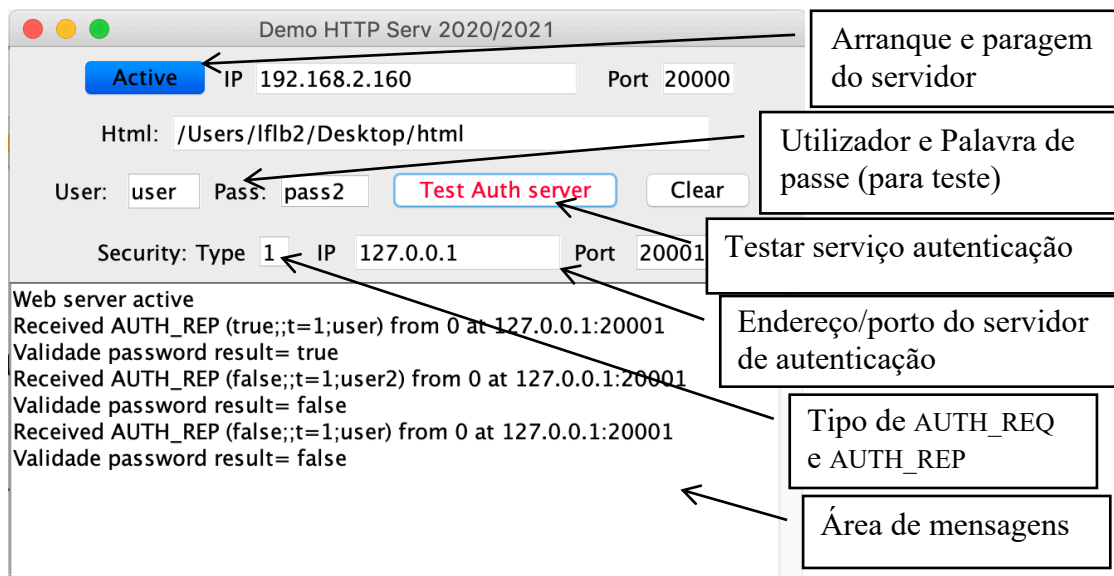 Demo HTTP Serv 2020/2021
Active IP 192.168.2.160 Port 20000
Html: /Users/lflb2/Desktop/html
User: user Pass: pass2 Test Auth server Clear
Security: Type 1 IP 127.0.0.1 Port 20001
Web server active
Received AUTH_REP (true;;t=1;user) from 0 at 127.0.0.1:20001
Validade password result= true
Received AUTH_REP (false;;t=1;user2) from 0 at 127.0.0.1:20001
Validade password result= false
Received AUTH_REP (false;;t=1;user) from 0 at 127.0.0.1:20001
Validade password result= false
Arranque e paragem
do servidor
Utilizador e Palavra de
passe (para teste)
Testar serviço autenticação
Endereço/porto do servidor
de autenticação
Tipo de AUTH_REQ
e AUTH_REP
Área de mensagens